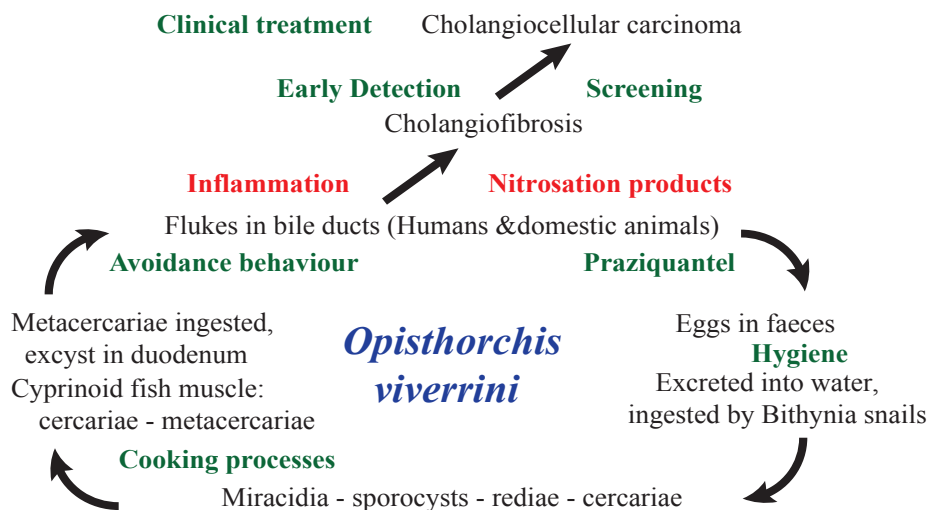 Clinical treatment Cholangiocellular carcinoma
Early Detection Screening
Cholangiofibrosis
Inflammation Nitrosation products
Flukes in bile ducts (Humans &domestic animals)
Avoidance behaviour Praziquantel
Metacercariae ingested,
excyst in duodenum
Cyprinoid fish muscle:
cercariae - metacercariae
Cooking processes
Opisthorchis
viverrini
Eggs in faeces
Hygiene
Excreted into water,
ingested by Bithynia snails
Miracidia - sporocysts - rediae - cercariae